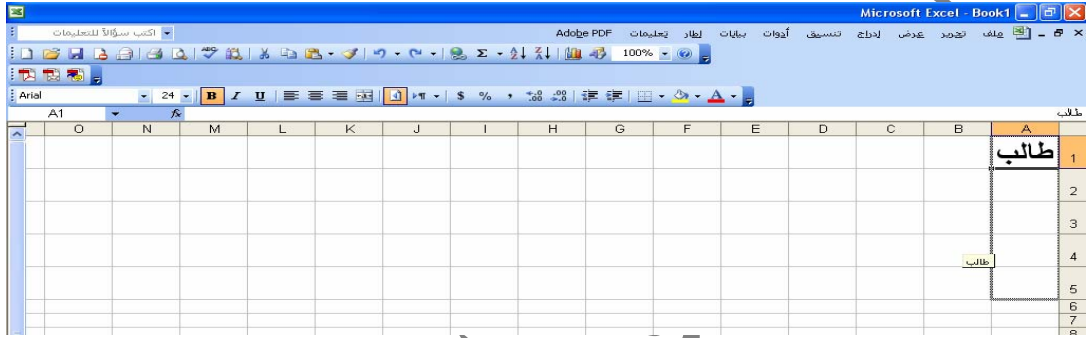 Microsoft Excel - Book1
ملف تحرير عرض إدراج تنسيق أدوات بيانات إطار تعليمات Adobe PDF
اكتب سؤالاً للتعليمات
100%
Arial 24 B I U $ % ,
A1 fx طالب
A B C D E F G H I J K L M N O
طالب 1
2
3
طالب 4
5
6
7
8